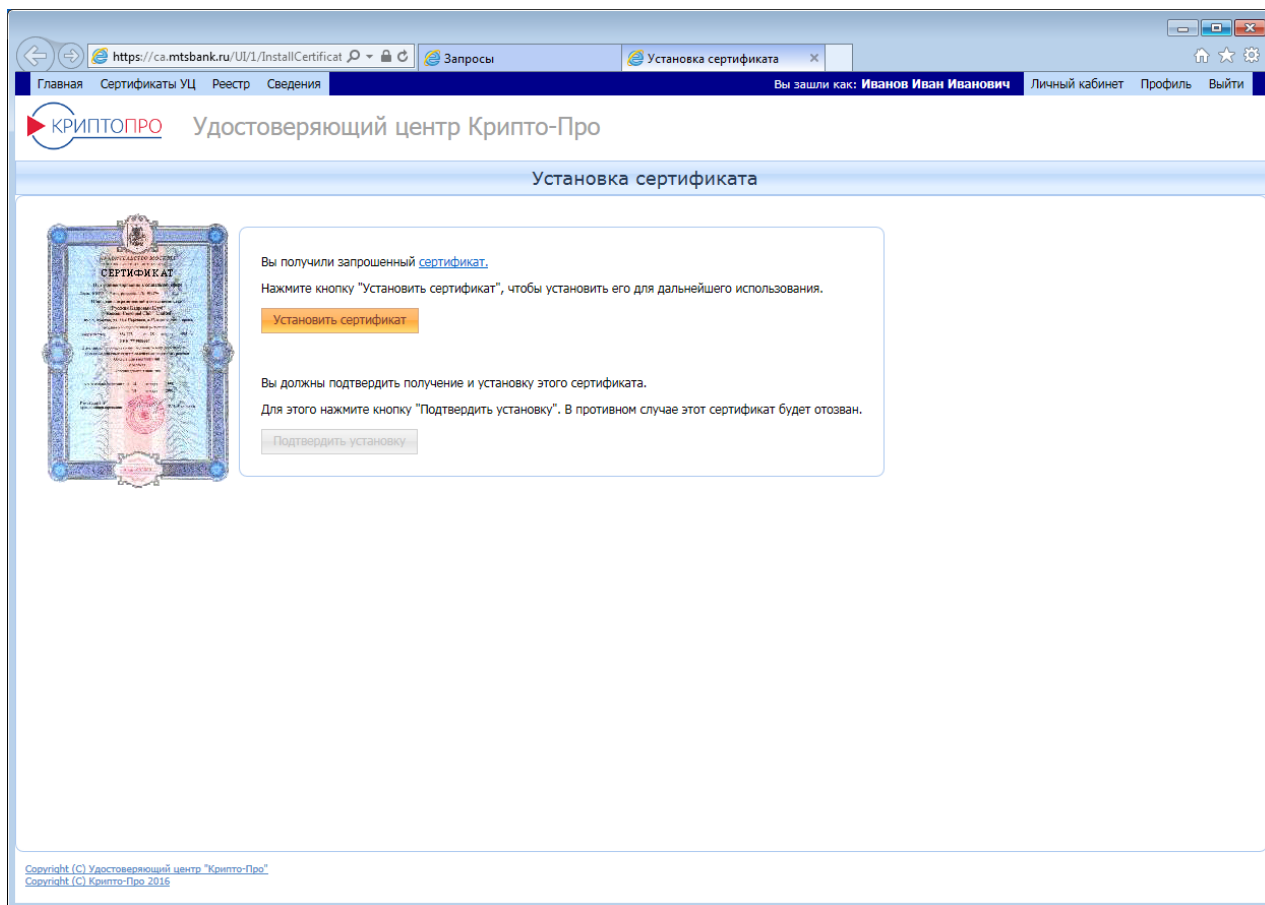 https://ca.mtsbank.ru/UI/1/InstallCertificat
Запросы
Установка сертификата
Главная Сертификаты УЦ Реестр Сведения Вы зашли как: Иванов Иван Иванович Личный кабинет Профиль Выйти
КРИПТОПРО Удостоверяющий центр Крипто-Про
Установка сертификата
СЕРТИФИКАТ
Вы получили запрошенный сертификат.
Нажмите кнопку "Установить сертификат", чтобы установить его для дальнейшего использования.
Установить сертификат
Вы должны подтвердить получение и установку этого сертификата.
Для этого нажмите кнопку "Подтвердить установку". В противном случае этот сертификат будет отозван.
Подтвердить установку
Copyright (C) Удостоверяющий центр "Крипто-Про"
Copyright (C) Крипто-Про 2016